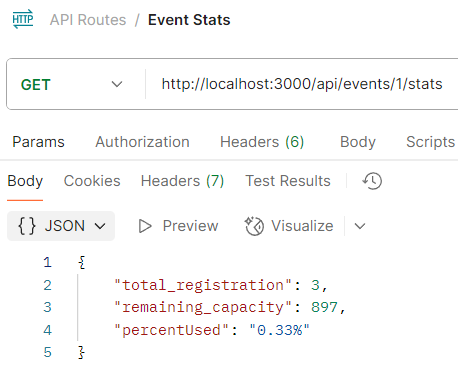 HTTP API Routes / Event Stats
GET http://localhost:3000/api/events/1/stats
Params Authorization Headers (6) Body Scripts
Body Cookies Headers (7) Test Results
{} JSON Preview Visualize
1 {
2 "total_registration": 3,
3 "remaining_capacity": 897,
4 "percentUsed": "0.33%"
5 }